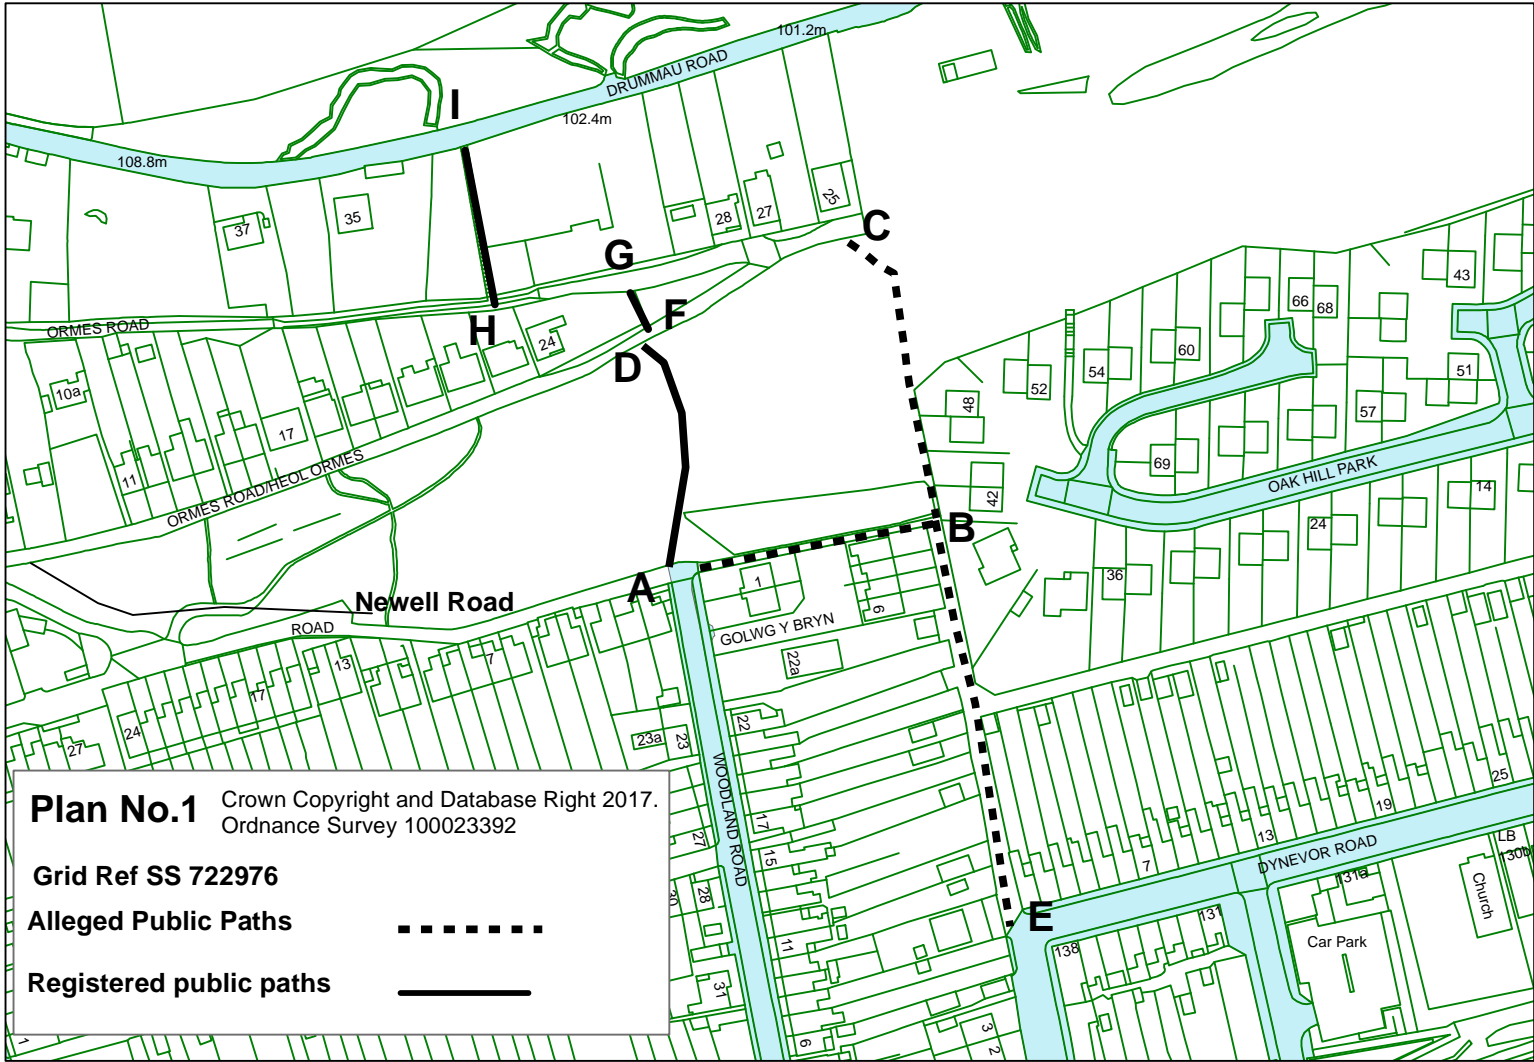 101.2m
DRUMMAU ROAD
I
102.4m
108.8m
25
28
27
35
37
C
G
43
66
68
F
H
ORMES ROAD
24
D
60
52
54
51
10a
48
57
17
11
69
42
OAK HILL PARK
ORMES ROAD/HEOL ORMES
14
24
B
1
36
A
6
Newell Road
ROAD
GOLWG Y BRYN
22a
7
13
17
24
27
22
23a
23
WOODLAND ROAD
25
19
13
7
DYNEVOR ROAD
LB
130b
131a
131
Church
E
138
Car Park
17
15
27
28
30
11
31
6
3
2
1
Plan No.1
Crown Copyright and Database Right 2017.
Ordnance Survey 100023392
Grid Ref SS 722976
Alleged Public Paths
Registered public paths